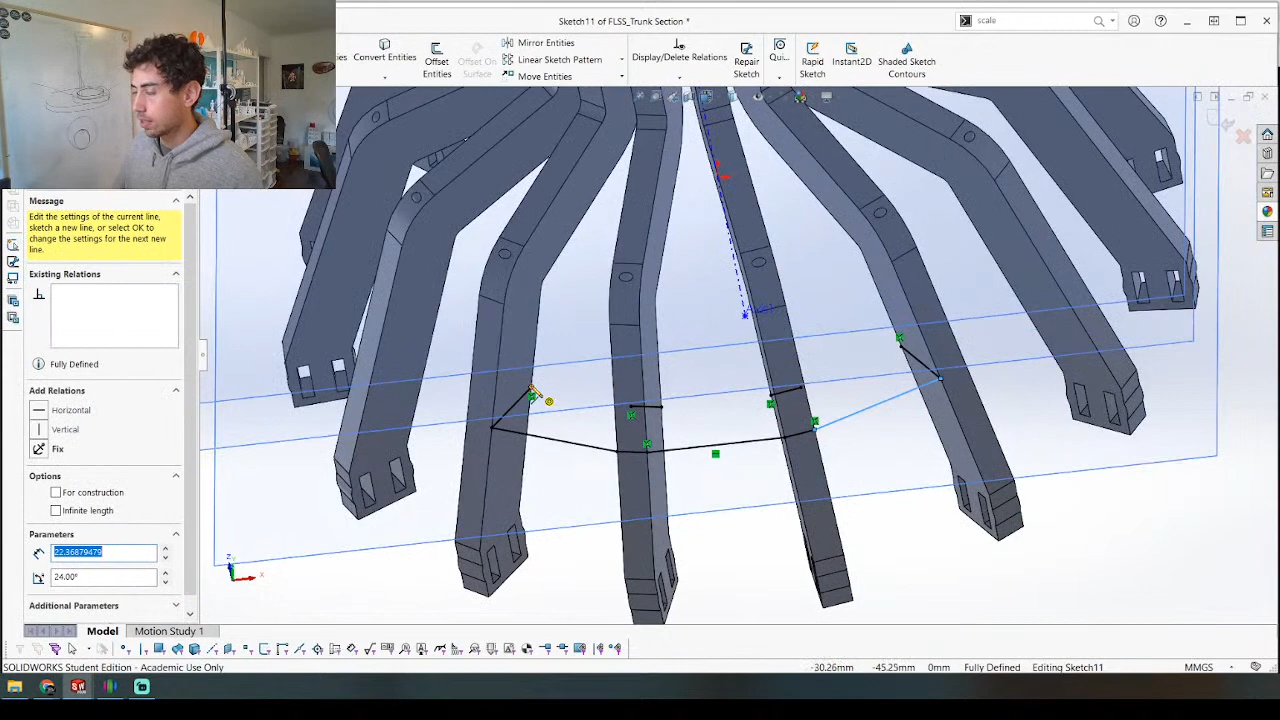 Sketch11 of FLSS_Trunk Section *
scale
Convert Entities
Offset Entities
Offset On Surface
Mirror Entities
Linear Sketch Pattern
Move Entities
Display/Delete Relations
Repair Sketch
Qui...
Rapid Sketch
Instant2D
Shaded Sketch Contours
Message
Edit the settings of the current line,
sketch a new line, or select OK to
change the settings for the next new
line.
Existing Relations
Fully Defined
Add Relations
Horizontal
Vertical
Fix
Options
For construction
Infinite length
Parameters
22.36879479
24.00°
Additional Parameters
Z
X
Model
Motion Study 1
SOLIDWORKS Student Edition - Academic Use Only
-30.26mm
-45.25mm
0mm
Fully Defined
Editing Sketch11
MMGS